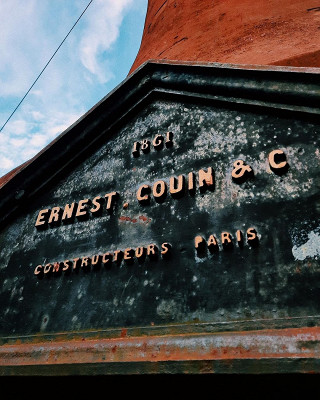 1861
ERNEST. GOUIN & C
CONSTRUCTEURS PARIS